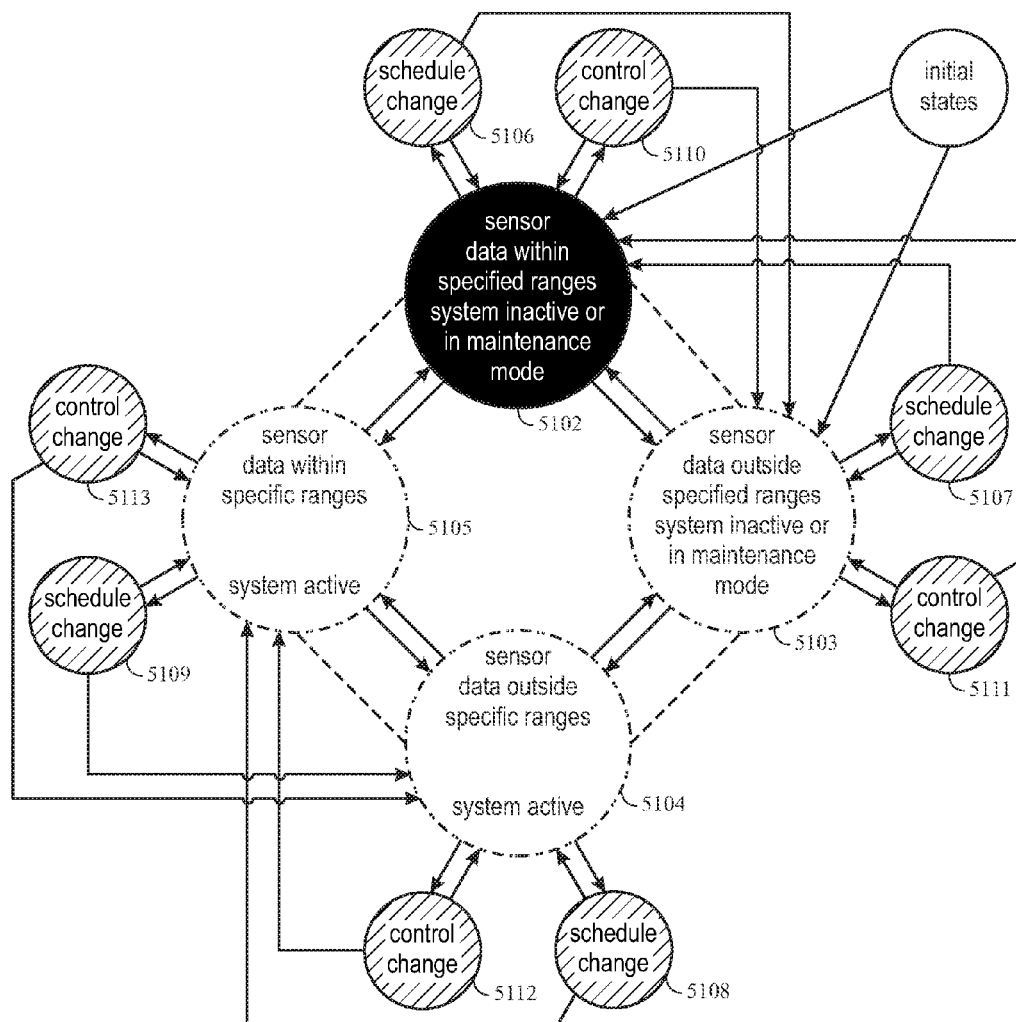 schedule
change
5106
control
change
5110
initial
states
sensor
data within
specified ranges
system inactive or
in maintenance
mode
5102
control
change
5113
sensor
data within
specific ranges
system active
5105
sensor
data outside
specified ranges
system inactive or
in maintenance
mode
5103
schedule
change
5107
schedule
change
5109
control
change
5111
sensor
data outside
specific ranges
system active
5104
control
change
5112
schedule
change
5108